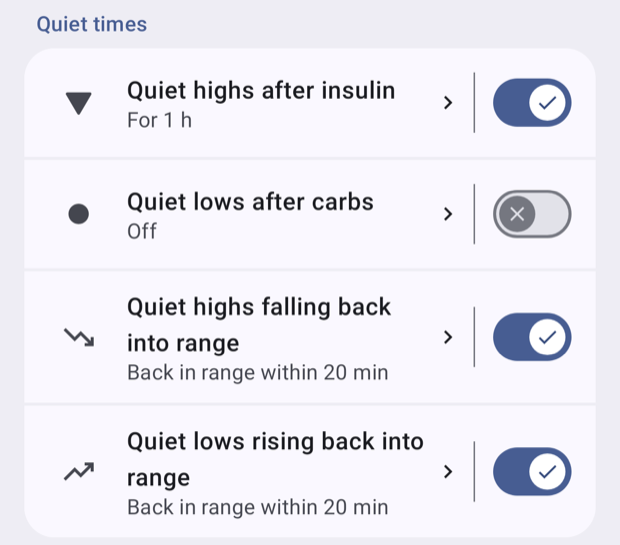 Quiet times
Quiet highs after insulin
For 1 h
Quiet lows after carbs
Off
Quiet highs falling back
into range
Back in range within 20 min
Quiet lows rising back into
range
Back in range within 20 min